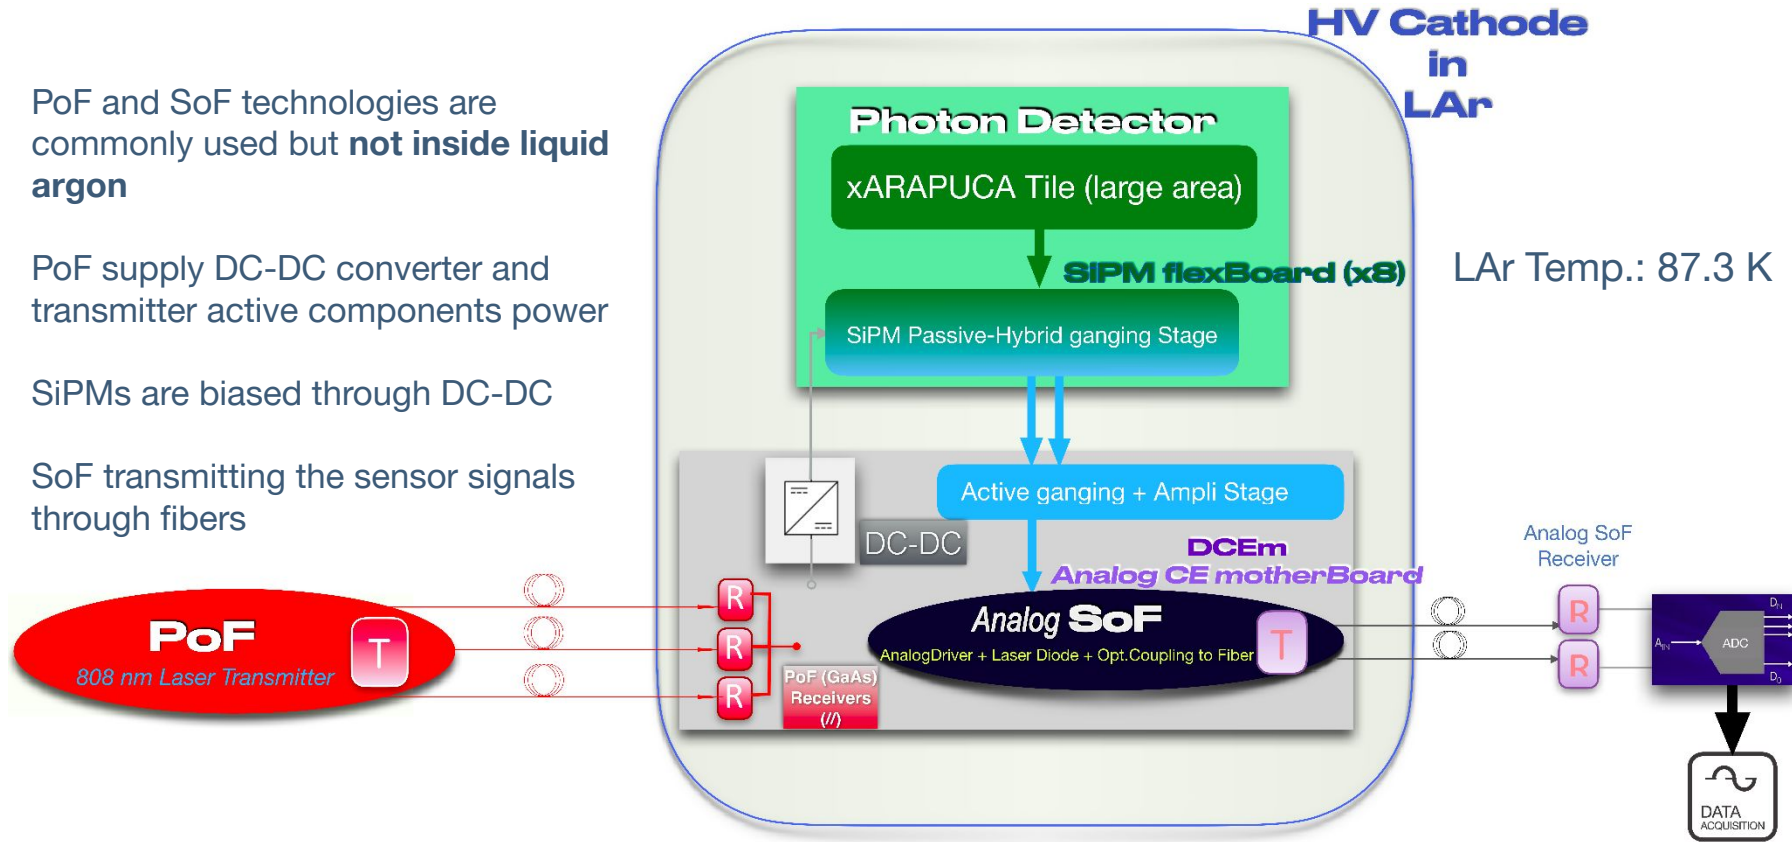 HV Cathode
in
LAr
PoF and SoF technologies are
commonly used but not inside liquid
argon
PoF supply DC-DC converter and
transmitter active components power
SiPMs are biased through DC-DC
SoF transmitting the sensor signals
through fibers
Photon Detector
xARAPUCA Tile (large area)
SiPM flexBoard (x8)
SiPM Passive-Hybrid ganging Stage
LAr Temp.: 87.3 K
Active ganging + Ampli Stage
DC-DC
DCEm
Analog CE motherBoard
PoF
808 nm Laser Transmitter
T
R
R
R
PoF (GaAs)
Receivers
(//)
Analog SoF
AnalogDriver + Laser Diode + Opt.Coupling to Fiber
T
Analog SoF
Receiver
R
R
AIN
ADC
DN
D0
DATA
ACQUISITION